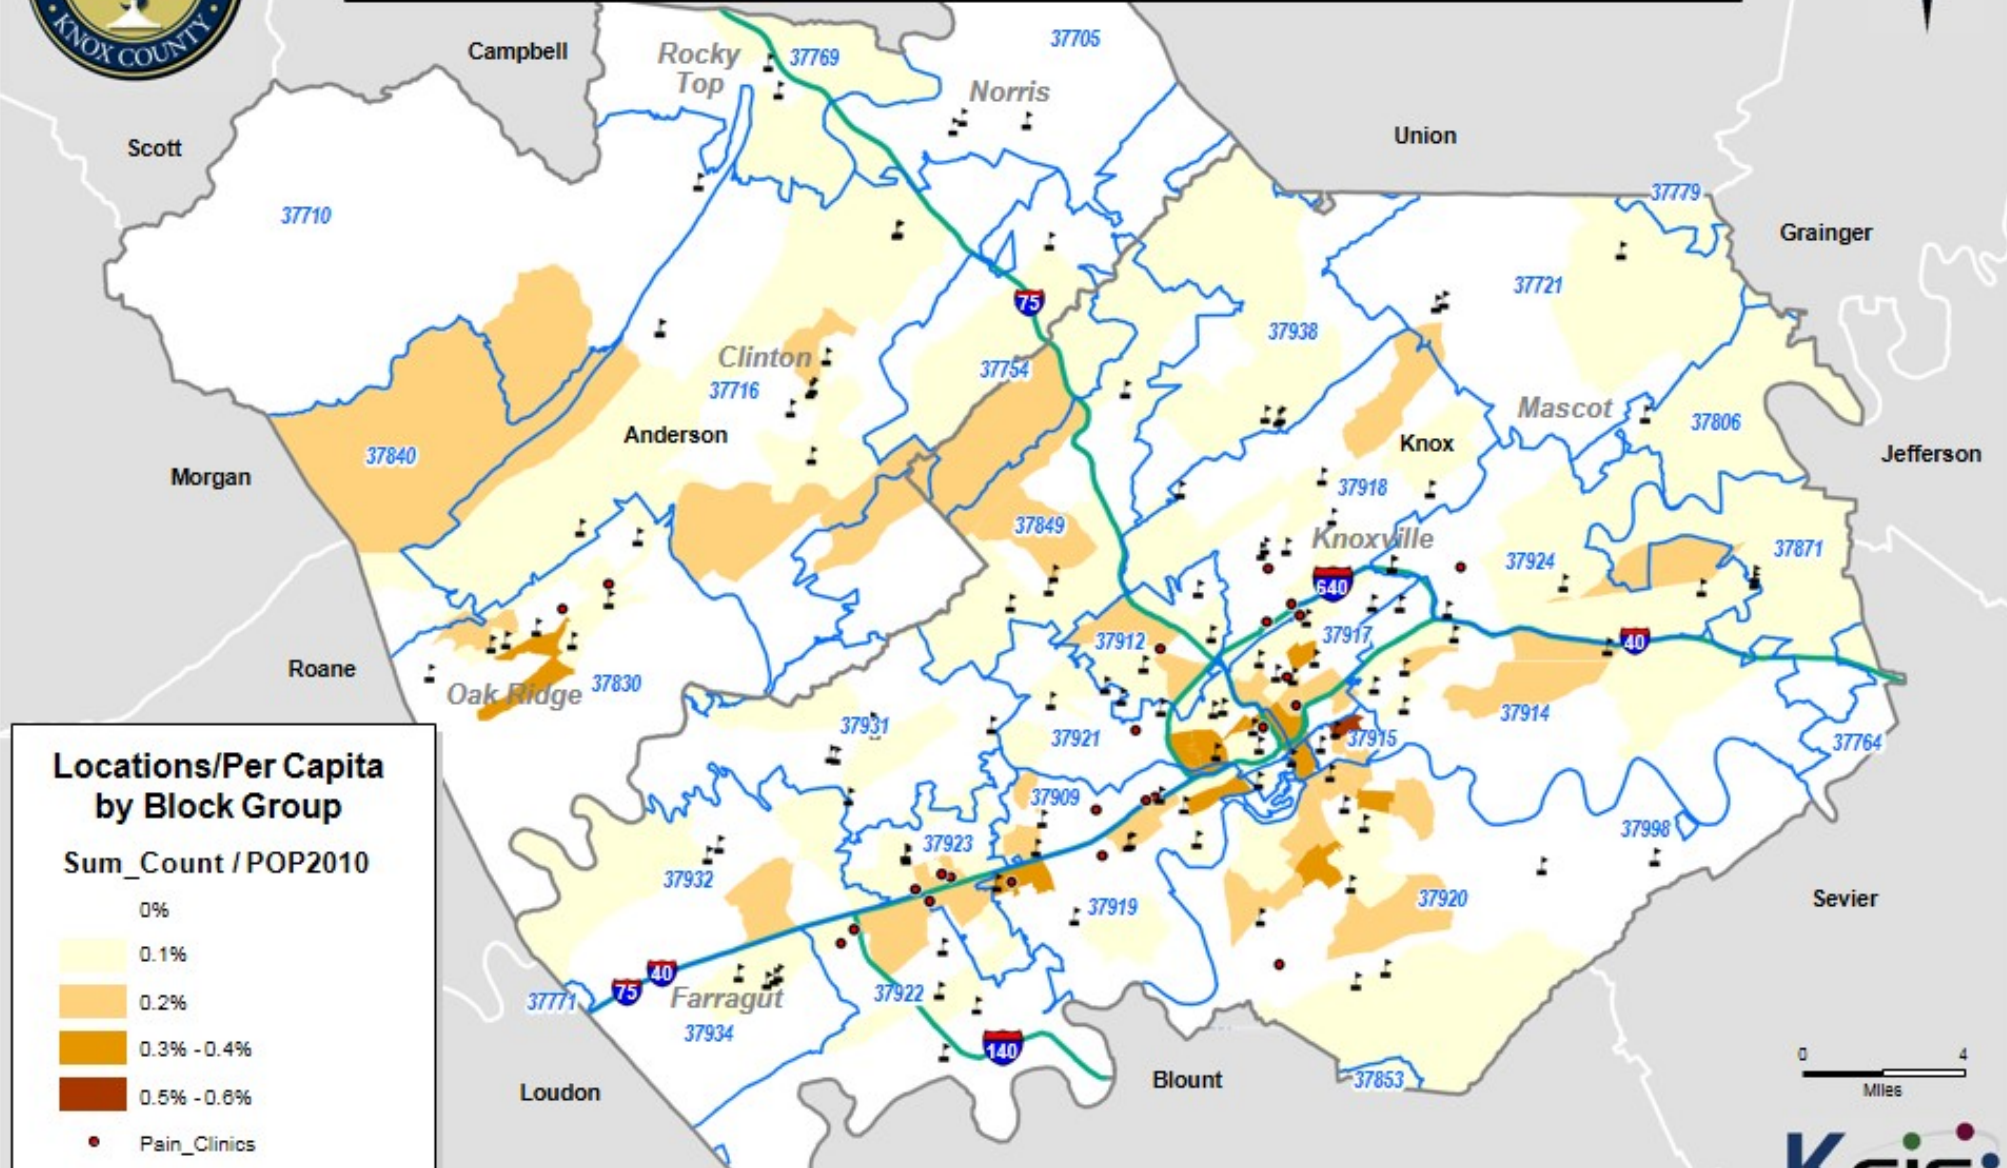 KNOX COUNTY
Campbell
Rocky
Top
37769
37705
Norris
Scott
Union
37710
37779
Grainger
37721
75
37938
Clinton
37754
37716
Mascot
Anderson
37806
Knox
37840
Jefferson
Morgan
37918
37849
Knoxville
37924
37871
640
37912
37917
40
Roane
37830
Oak Ridge
37931
37914
37921
37915
37764
Locations/Per Capita
by Block Group
37909
37998
37923
Sum_Count / POP2010
37932
37920
Sevier
37919
0%
0.1%
40
75
37771
Farragut
37922
0.2%
37934
0.3% - 0.4%
140
0 4
Miles
Blount
37853
Loudon
0.5% - 0.6%
Pain_Clinics